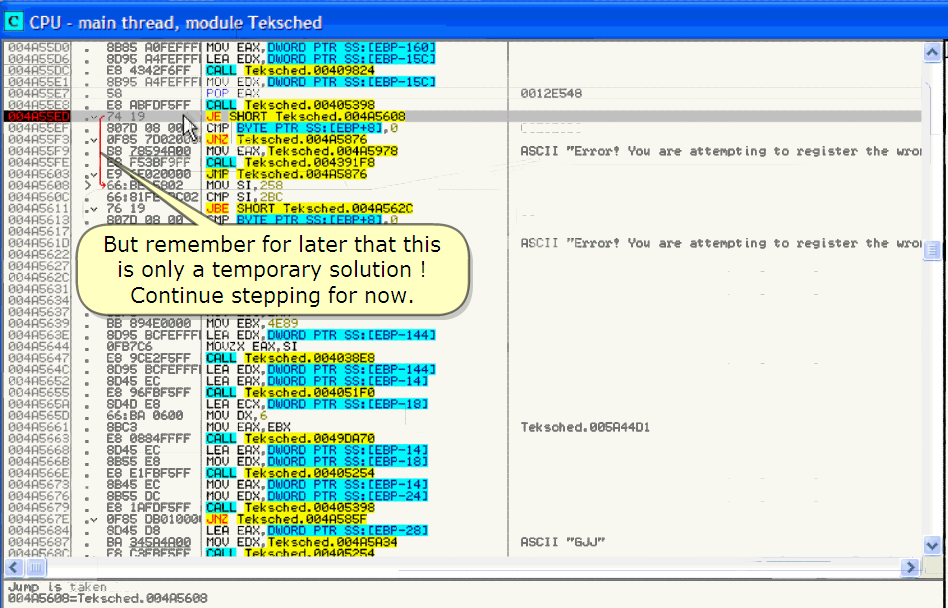 C CPU - main thread, module Teksched
004A55D0 . 8B85 A0FEFFFF MOV EAX,DWORD PTR SS:[EBP-160]
004A55D6 . 8D95 A4FEFFFF LEA EDX,DWORD PTR SS:[EBP-15C]
004A55DC . E8 4342F6FF CALL Teksched.00409824
004A55E1 . 8B95 A4FEFFFF MOV EDX,DWORD PTR SS:[EBP-15C]
004A55E7 . 58 POP EAX 0012E548
004A55E8 . E8 ABFDF5FF CALL Teksched.00405398
004A55ED 74 19 JE SHORT Teksched.004A5608
004A55EF . 807D 08 00 CMP BYTE PTR SS:[EBP+8],0
004A55F3 . 0F85 7D0200 JNZ Teksched.004A5876
004A55F9 . B8 78594A00 MOV EAX,Teksched.004A5978 ASCII "Error! You are attempting to register the wro
004A55FE . E8 F53BF9FF CALL Teksched.004391F8
004A5603 . E9 6E020000 JMP Teksched.004A5876
004A5608 > 66:BE 5802 MOV SI,258
004A560C . 66:81FE BC02 CMP SI,2BC
004A5611 . 76 19 JBE SHORT Teksched.004A562C
004A5613 . 807D 08 00 CMP BYTE PTR SS:[EBP+8],0
004A5617
004A561D ASCII "Error! You are attempting to register the wro
004A5622
004A5627
004A562C
004A5631
004A5634
But remember for later that this
is only a temporary solution !
Continue stepping for now.
004A5639 . BB 894E0000 MOV EBX,4E89
004A563E . 8D95 BCFEFFFF LEA EDX,DWORD PTR SS:[EBP-144]
004A5644 . 0FB7C6 MOVZX EAX,SI
004A5647 . E8 9CE2F5FF CALL Teksched.004038E8
004A564C . 8D95 BCFEFFFF LEA EDX,DWORD PTR SS:[EBP-144]
004A5652 . 8D45 EC LEA EAX,DWORD PTR SS:[EBP-14]
004A5655 . E8 96FBF5FF CALL Teksched.004051F0
004A565A . 8D4D E8 LEA ECX,DWORD PTR SS:[EBP-18]
004A565D . 66:BA 0600 MOV DX,6
004A5661 . 8BC3 MOV EAX,EBX Teksched.005A44D1
004A5663 . E8 0884FFFF CALL Teksched.0049DA70
004A5668 . 8D45 EC LEA EAX,DWORD PTR SS:[EBP-14]
004A566B . 8B55 E8 MOV EDX,DWORD PTR SS:[EBP-18]
004A566E . E8 E1FBF5FF CALL Teksched.00405254
004A5673 . 8B45 EC MOV EAX,DWORD PTR SS:[EBP-14]
004A5676 . 8B55 DC MOV EDX,DWORD PTR SS:[EBP-24]
004A5679 . E8 1AFDF5FF CALL Teksched.00405398
004A567E . 0F85 DB010000 JNZ Teksched.004A585F
004A5684 . 8D45 D8 LEA EAX,DWORD PTR SS:[EBP-28]
004A5687 . BA 345A4A00 MOV EDX,Teksched.004A5A34 ASCII "GJJ"
004A568C . E8 C3FBF5FF CALL Teksched.00405254
Jump is taken
004A5608=Teksched.004A5608